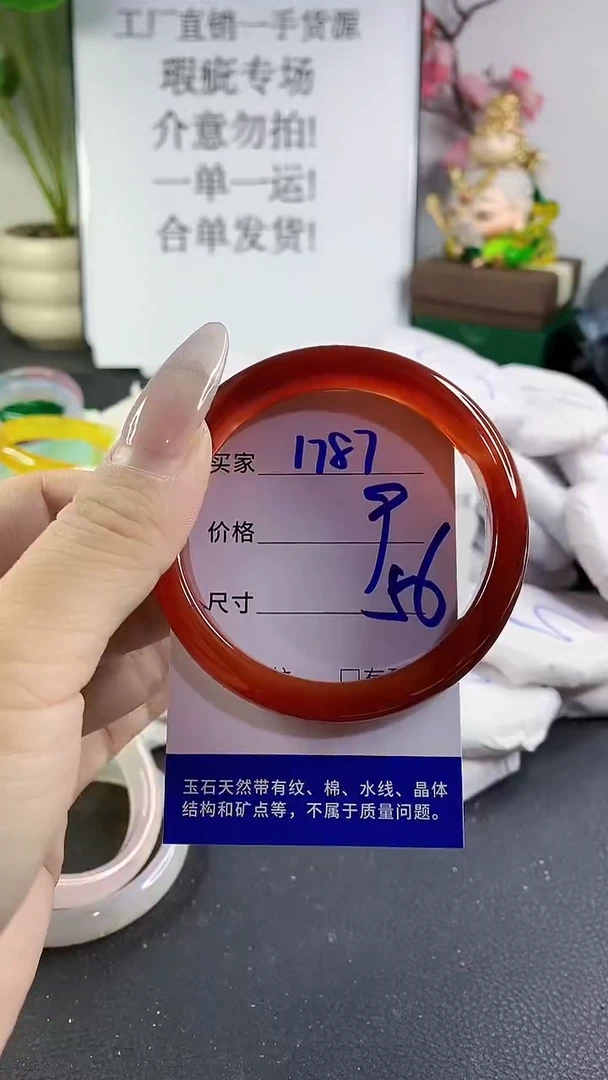 工厂直销一手货源
瑕疵专场
介意勿拍!
一单一运!
合单发货!
买家 1787
价格
尺寸 56
玉石天然带有纹、棉、水线、晶体
结构和矿点等，不属于质量问题。